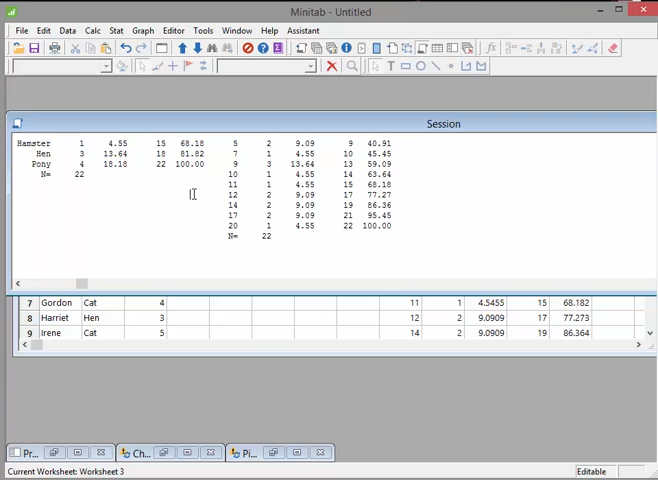 Minitab - Untitled
File Edit Data Calc Stat Graph Editor Tools Window Help Assistant
Session
Hamster 1 4.55 15 68.18 5 2 9.09 9 40.91
Hen 3 13.64 18 81.82 7 1 4.55 10 45.45
Pony 4 18.18 22 100.00 9 3 13.64 13 59.09
N= 22 10 1 4.55 14 63.64
11 1 4.55 15 68.18
12 2 9.09 17 77.27
14 2 9.09 19 86.36
17 2 9.09 21 95.45
20 1 4.55 22 100.00
N= 22
7 Gordon Cat 4 11 1 4.5455 15 68.182
8 Harriet Hen 3 12 2 9.0909 17 77.273
9 Irene Cat 5 14 2 9.0909 19 86.364
Pr... Ch... Pi...
Current Worksheet: Worksheet 3 Editable